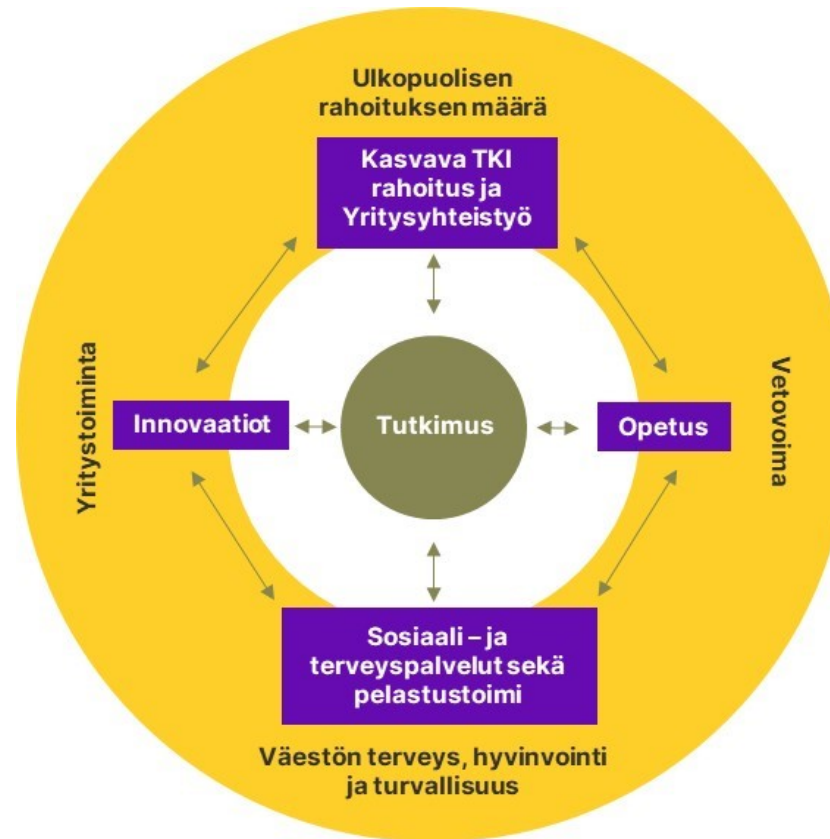 Ulkopuolisen
rahoituksen määrä
Kasvava TKI
rahoitus ja
Yritysyhteistyö
Yritystoiminta
Innovaatiot
Tutkimus
Opetus
Vetovoima
Sosiaali – ja
terveyspalvelut sekä
pelastustoimi
Väestön terveys, hyvinvointi
ja turvallisuus